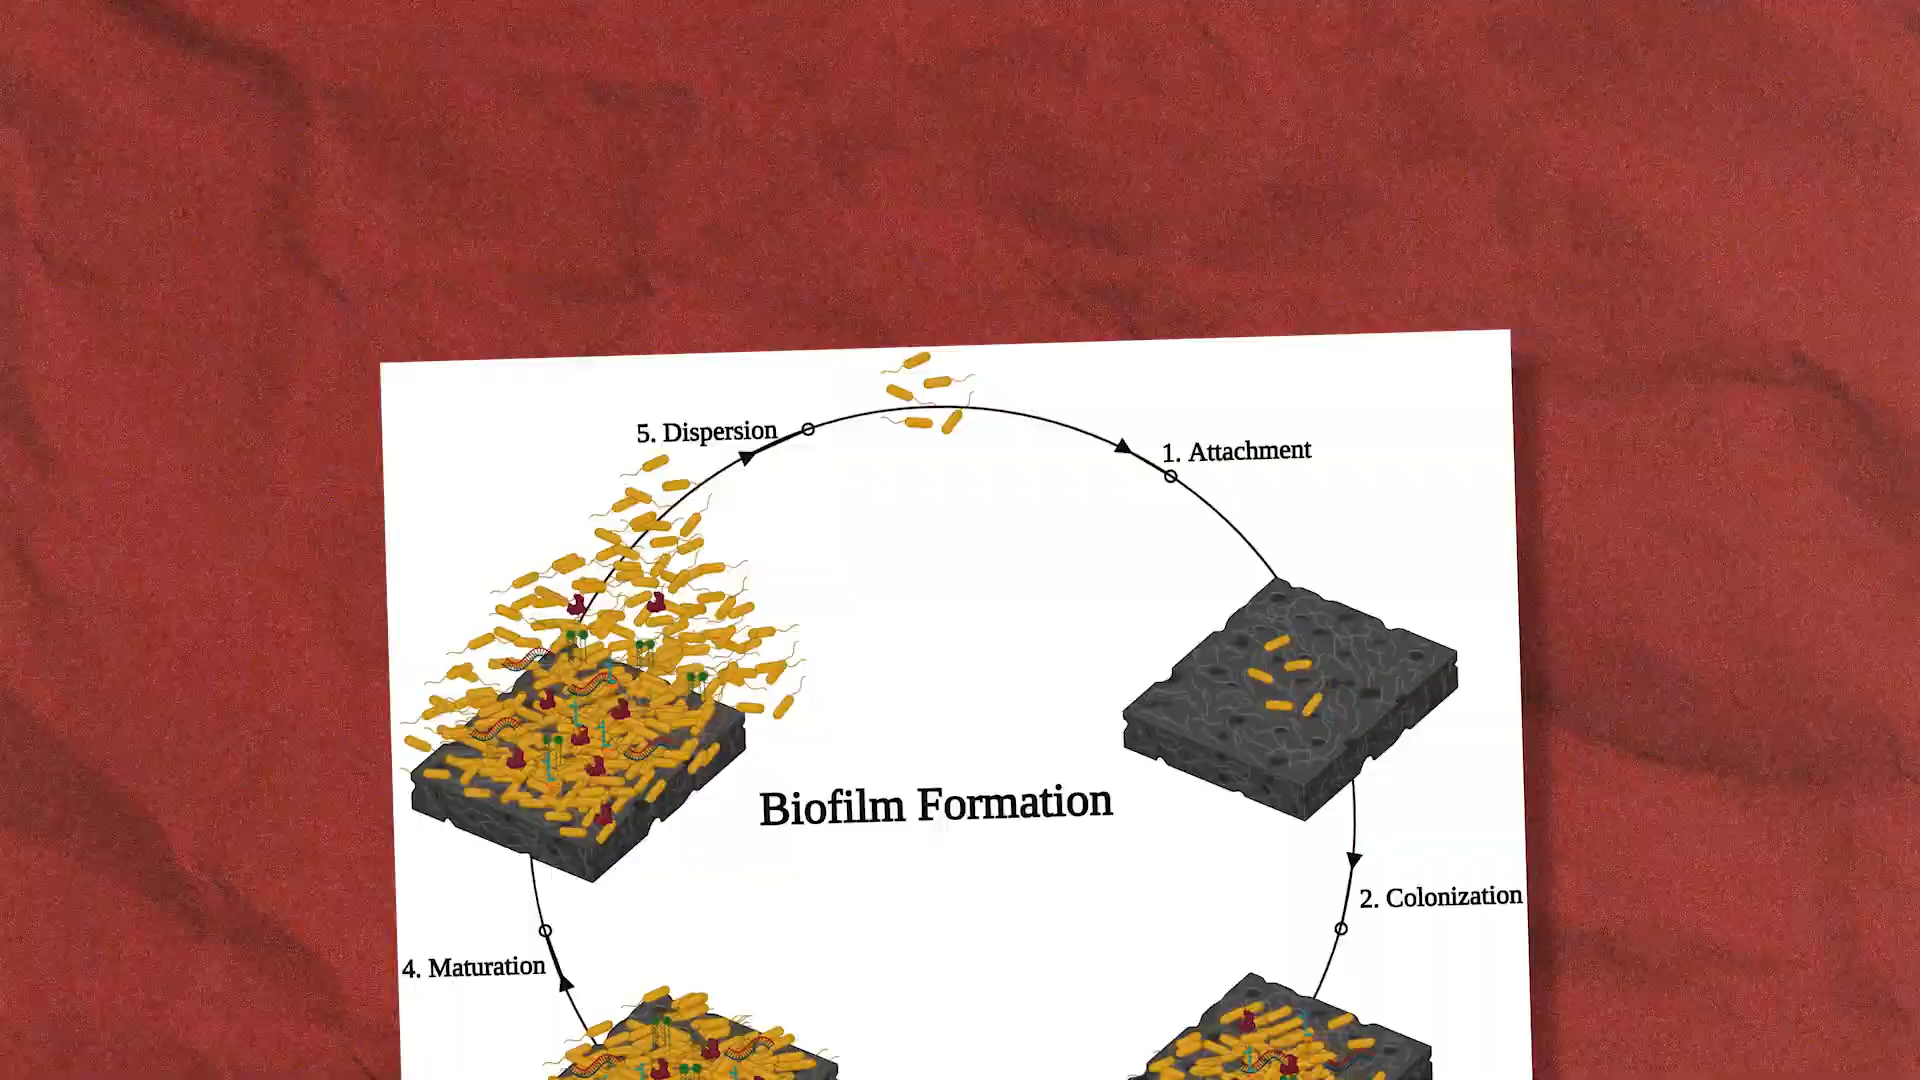 5. Dispersion
1. Attachment
Biofilm Formation
2. Colonization
4. Maturation